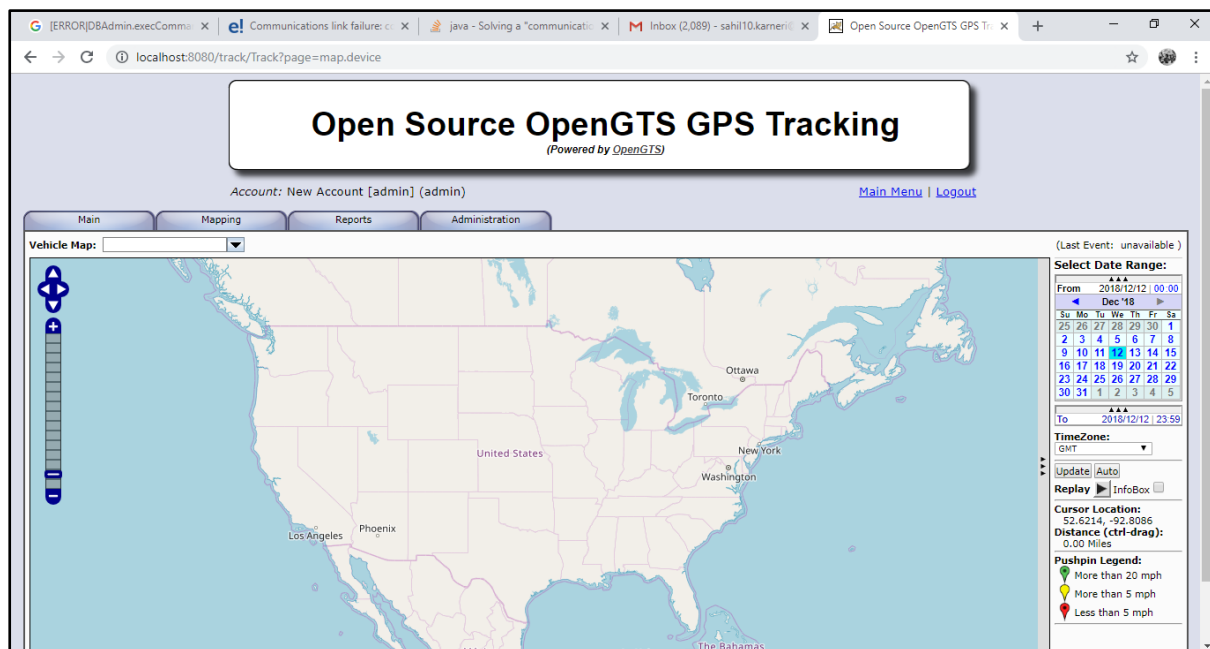 [ERROR]DBAdmin.execComma
Communications link failure: co
java - Solving a "communicatio
Inbox (2,089) - sahil10.karneri@
Open Source OpenGTS GPS Tra
localhost:8080/track/Track?page=map.device
Open Source OpenGTS GPS Tracking
(Powered by OpenGTS)
Account: New Account [admin] (admin)
Main Menu | Logout
Main
Mapping
Reports
Administration
Vehicle Map:
(Last Event: unavailable )
Ottawa
Toronto
New York
United States
Washington
Phoenix
Los Angeles
The Bahamas
Select Date Range:
From 2018/12/12 | 00:00
Dec '18
Su Mo Tu We Th Fr Sa
25 26 27 28 29 30 1
2 3 4 5 6 7 8
9 10 11 12 13 14 15
16 17 18 19 20 21 22
23 24 25 26 27 28 29
30 31 1 2 3 4 5
To 2018/12/12 | 23:59
TimeZone:
GMT
Update Auto
Replay InfoBox
Cursor Location:
52.6214, -92.8086
Distance (ctrl-drag):
0.00 Miles
Pushpin Legend:
More than 20 mph
More than 5 mph
Less than 5 mph